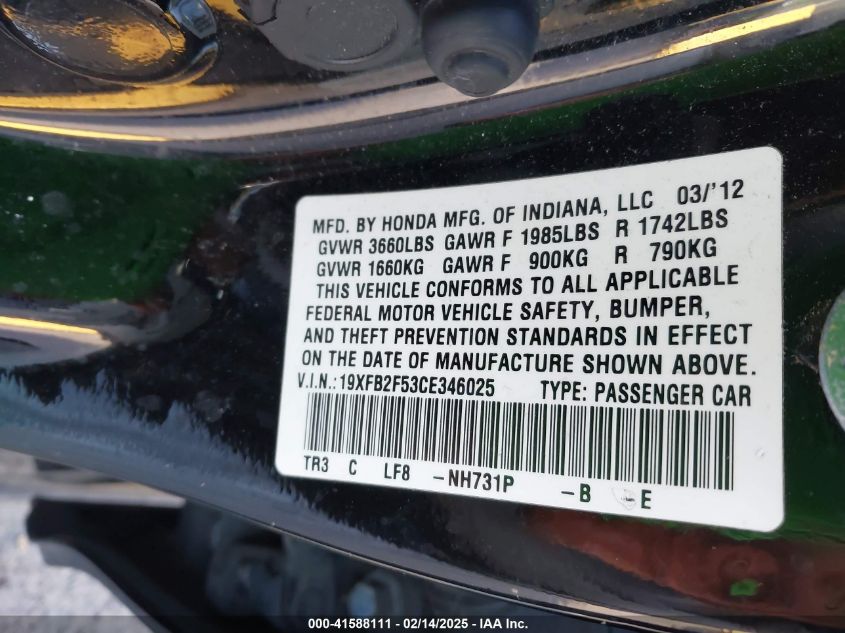 MFD. BY HONDA MFG. OF INDIANA, LLC 03/'12
GVWR 3660LBS GAWR F 1985LBS R 1742LBS
GVWR 1660KG GAWR F 900KG R 790KG
THIS VEHICLE CONFORMS TO ALL APPLICABLE
FEDERAL MOTOR VEHICLE SAFETY, BUMPER,
AND THEFT PREVENTION STANDARDS IN EFFECT
ON THE DATE OF MANUFACTURE SHOWN ABOVE.
V.I.N.: 19XFB2F53CE346025 TYPE: PASSENGER CAR
TR3 C LF8 -NH731P -B E
000-41588111 - 02/14/2025 - IAA Inc.